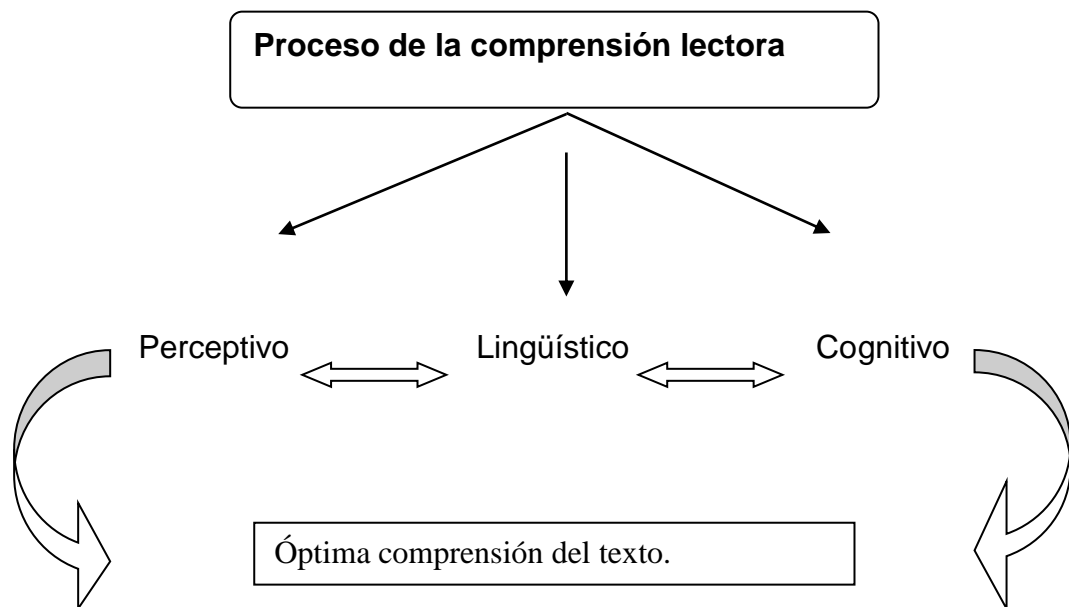 Proceso de la comprensión lectora
Perceptivo
Lingüístico
Cognitivo
Óptima comprensión del texto.